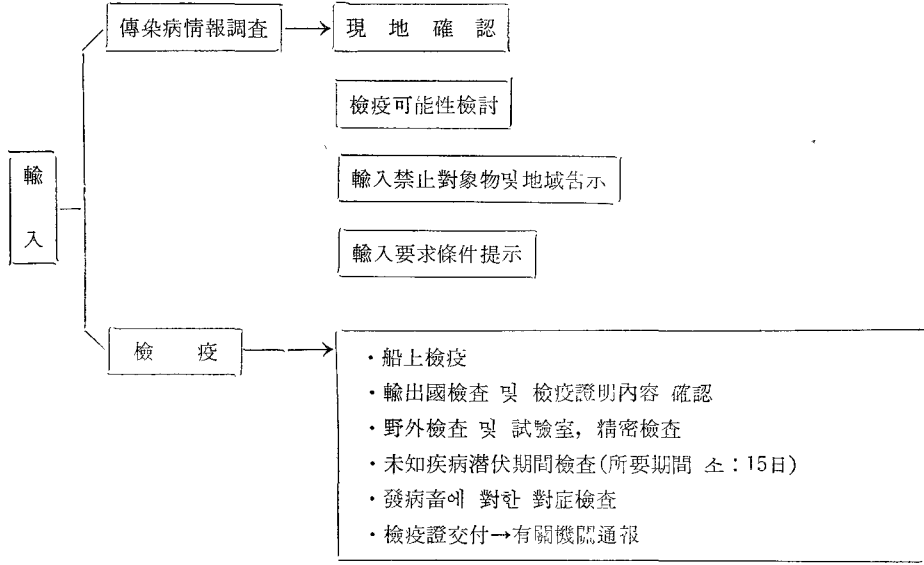 傳染病情報調査 → 現地確認
檢疫可能性檢討
輸入禁止對象物및地域告示
輸入要求條件提示
輸
入
檢疫 →
・船上檢疫
・輸出國檢查 및 檢疫證明內容 確認
・野外檢查 및 試驗室, 精密檢查
・未知疾病潛伏期間檢查(所要期間 소:15日)
・發病畜에 對한 對症檢查
・檢疫證交付→有關機關通報